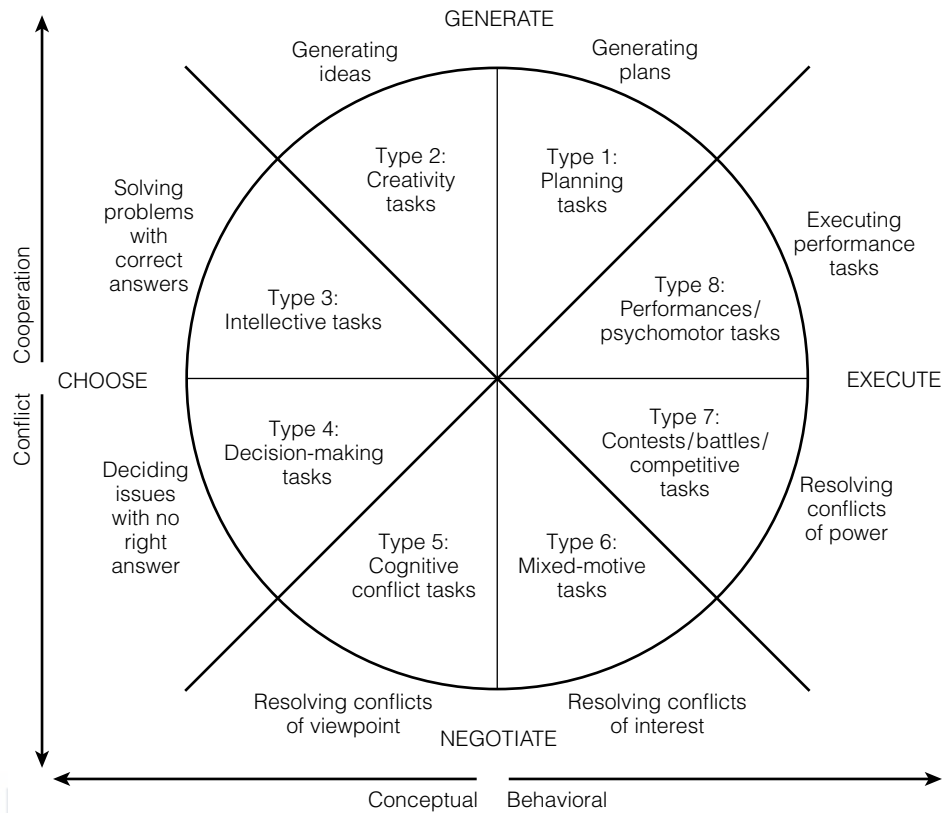 GENERATE
Generating
ideas
Generating
plans
Type 2:
Creativity
tasks
Type 1:
Planning
tasks
Solving
problems
with
correct
answers
Executing
performance
tasks
Type 3:
Intellective tasks
Type 8:
Performances/
psychomotor tasks
Cooperation
CHOOSE
EXECUTE
Conflict
Type 4:
Decision-making
tasks
Type 7:
Contests/battles/
competitive
tasks
Deciding
issues
with no
right
answer
Resolving
conflicts
of power
Type 5:
Cognitive
conflict tasks
Type 6:
Mixed-motive
tasks
Resolving conflicts
of viewpoint
Resolving conflicts
of interest
NEGOTIATE
Conceptual
Behavioral